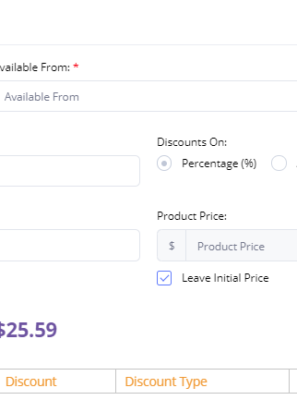 vailable From: *
Available From
Discounts On:
Percentage (%)
Product Price:
$ Product Price
Leave Initial Price
$25.59
Discount Discount Type